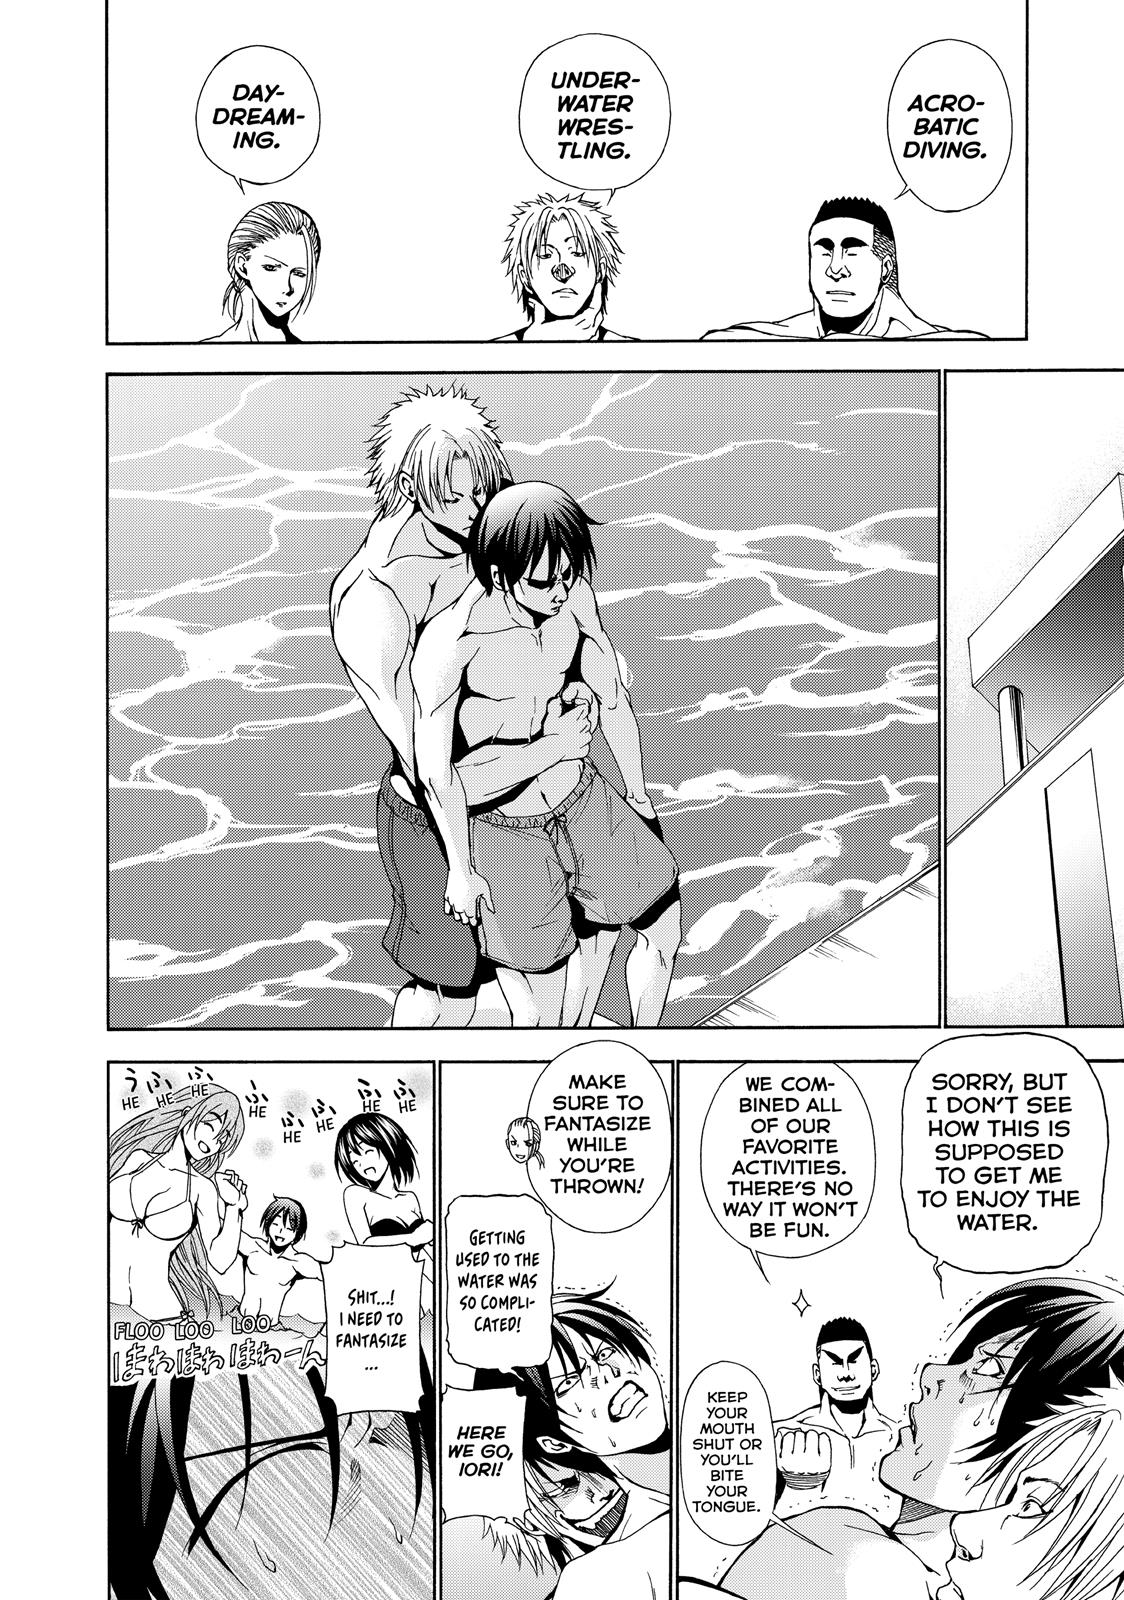 ACRO-
BATIC
DIVING.
UNDER-
WATER
WRES-
TLING.
DAY-
DREAM-
ING.
SORRY, BUT
I DON'T SEE
HOW THIS IS
SUPPOSED
TO GET ME
TO ENJOY THE
WATER.
WE COM-
BINED ALL
OF OUR
FAVORITE
ACTIVITIES.
THERE'S NO
WAY IT WON'T
BE FUN.
KEEP
YOUR
MOUTH
SHUT OR
YOU'LL
BITE
YOUR
TONGUE.
MAKE
SURE TO
FANTASIZE
WHILE
YOU'RE
THROWN!
GETTING
USED TO THE
WATER WAS
SO COMPLI-
CATED!
HERE
WE GO,
IORI!
SHIT...!
I NEED TO
FANTASIZE
...
うふふ
HE HE HE
ふふふふ
HE HE HE HE HE
FLOO LOO LOO
ほわほわほわーん